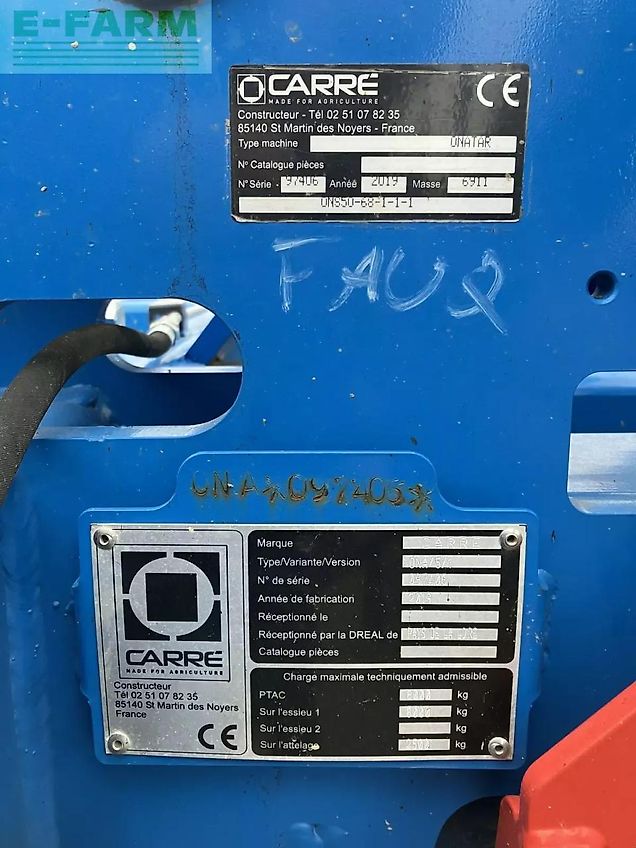 E-FARM
CARRÉ
MADE FOR AGRICULTURE
CE
Constructeur - Tél 02 51 07 82 35
85140 St Martin des Noyers - France
Type machine ONATAR
N° Catalogue pièces
N° Série 97406 Année 2019 Masse 6911
ONS50-68-1-1-1
FAUQ
CARRÉ
MADE FOR AGRICULTURE
Constructeur
Tél 02 51 07 82 35
85140 St Martin des Noyers
France
CE
Marque CARRE
Type/Variante/Version
N° de série
Année de fabrication
Réceptionné le
Réceptionné par la DREAL de
Catalogue pièces
Charge maximale techniquement admissible
PTAC kg
Sur l'essieu 1 kg
Sur l'essieu 2 kg
Sur l'attelage kg